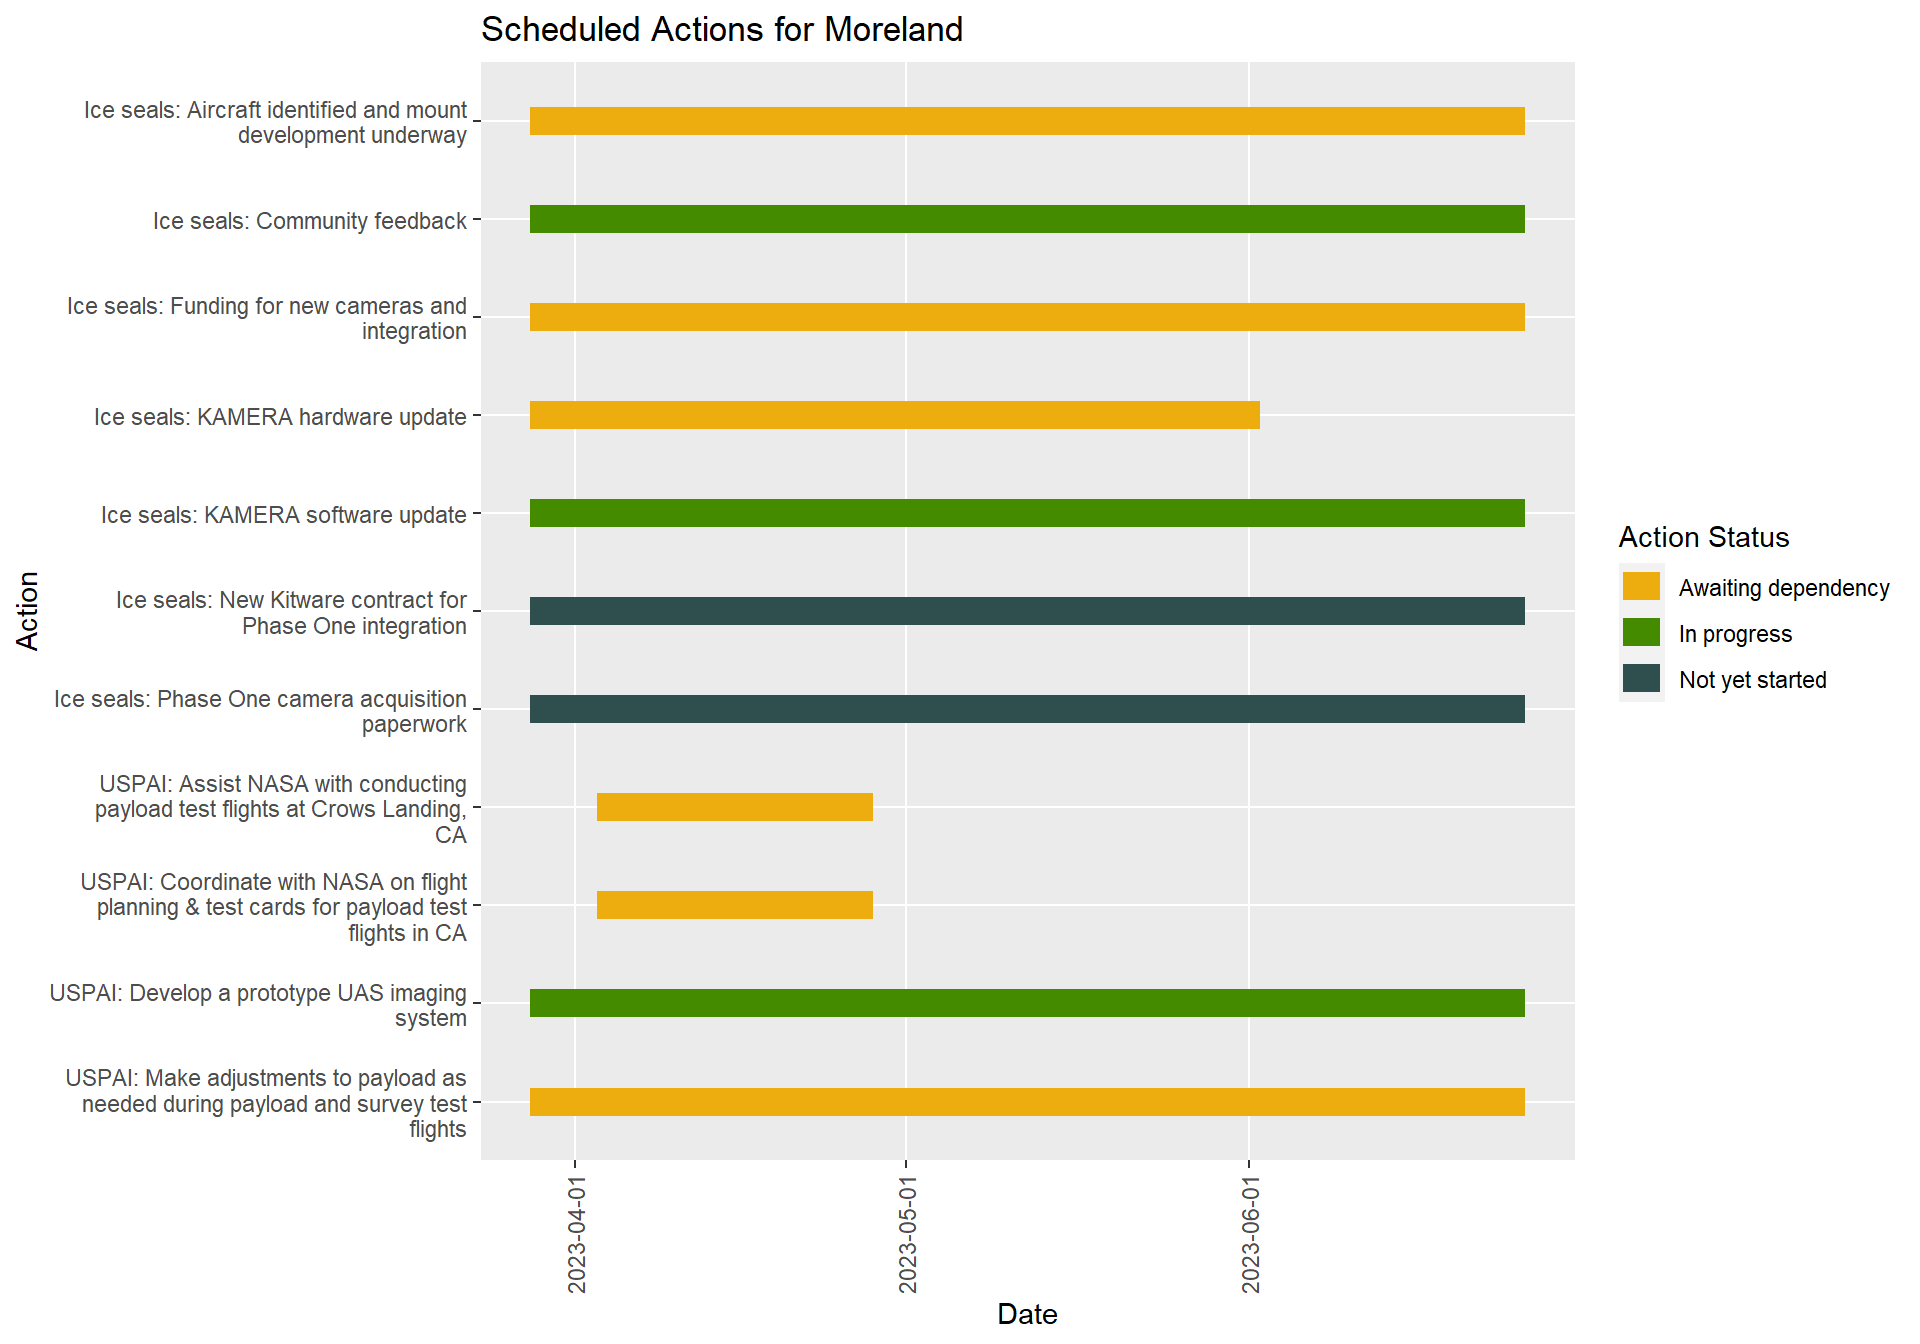 Scheduled Actions for Moreland
Ice seals: Aircraft identified and mount
development underway
Ice seals: Community feedback
Ice seals: Funding for new cameras and
integration
Ice seals: KAMERA hardware update
Ice seals: KAMERA software update
Ice seals: New Kitware contract for
Phase One integration
Ice seals: Phase One camera acquisition
paperwork
USPAI: Assist NASA with conducting
payload test flights at Crows Landing,
CA
USPAI: Coordinate with NASA on flight
planning & test cards for payload test
flights in CA
USPAI: Develop a prototype UAS imaging
system
USPAI: Make adjustments to payload as
needed during payload and survey test
flights
Action
2023-04-01
2023-05-01
2023-06-01
Date
Action Status
Awaiting dependency
In progress
Not yet started